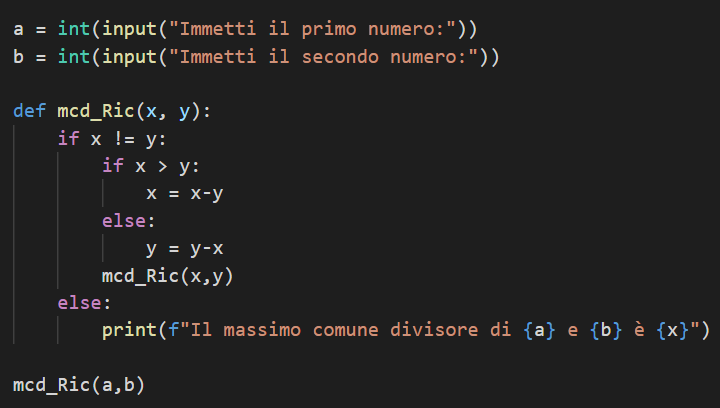 a = int(input("Immetti il primo numero:"))
b = int(input("Immetti il secondo numero:"))
def mcd_Ric(x, y):
    if x != y:
        if x > y:
            x = x-y
        else:
            y = y-x
        mcd_Ric(x,y)
    else:
        print(f"Il massimo comune divisore di {a} e {b} è {x}")
mcd_Ric(a,b)